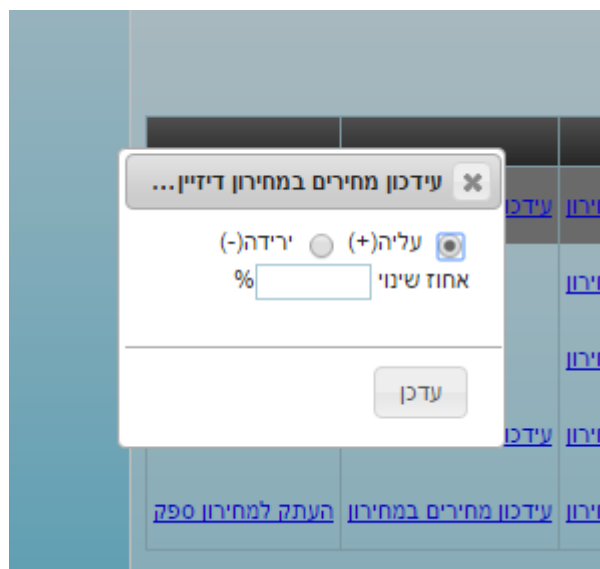 עידכון מחירים במחירון דיזיין...
עליה(+) ירידה(-)
אחוז שינוי %
עדכן
עידכון מחירים במחירון העתק למחירון ספק